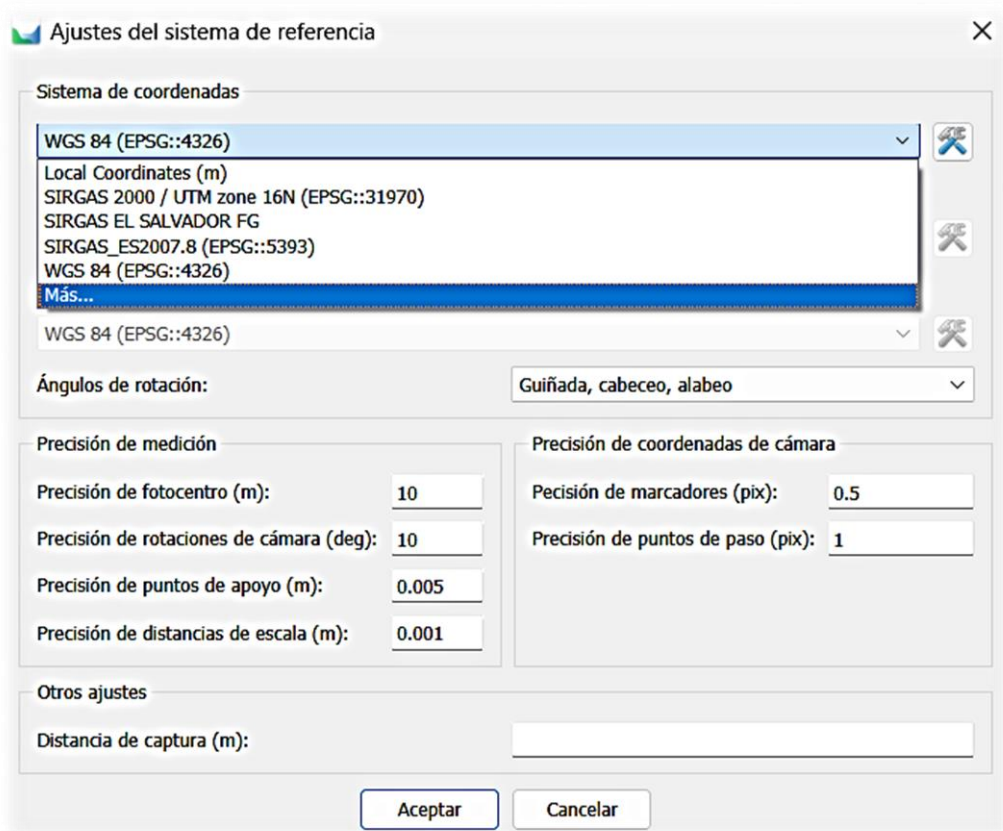 Ajustes del sistema de referencia
Sistema de coordenadas
WGS 84 (EPSG::4326)
Local Coordinates (m)
SIRGAS 2000 / UTM zone 16N (EPSG::31970)
SIRGAS EL SALVADOR FG
SIRGAS_ES2007.8 (EPSG::5393)
WGS 84 (EPSG::4326)
Más...
WGS 84 (EPSG::4326)
Ángulos de rotación: Guiñada, cabeceo, alabeo
Precisión de medición
Precisión de fotocentro (m): 10
Precisión de rotaciones de cámara (deg): 10
Precisión de puntos de apoyo (m): 0.005
Precisión de distancias de escala (m): 0.001
Precisión de coordenadas de cámara
Pecisión de marcadores (pix): 0.5
Precisión de puntos de paso (pix): 1
Otros ajustes
Distancia de captura (m):
Aceptar Cancelar